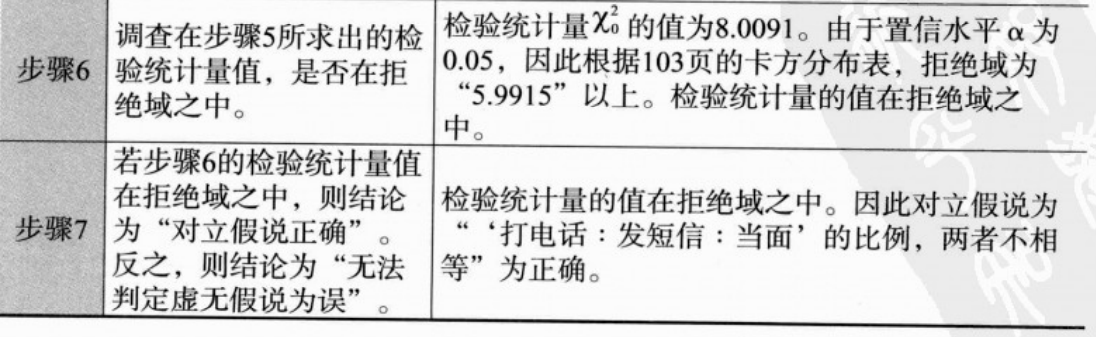 步骤6
调查在步骤5所求出的检
验统计量值，是否在拒
绝域之中。
检验统计量χ₀² 的值为8.0091。由于置信水平 α 为
0.05，因此根据103页的卡方分布表，拒绝域为
“5.9915”以上。检验统计量的值在拒绝域之
中。
步骤7
若步骤6的检验统计量值
在拒绝域之中，则结论
为“对立假说正确”。
反之，则结论为“无法
判定虚无假说为误”。
检验统计量的值在拒绝域之中。因此对立假说为
“‘打电话：发短信：当面’的比例，两者不相
等”为正确。